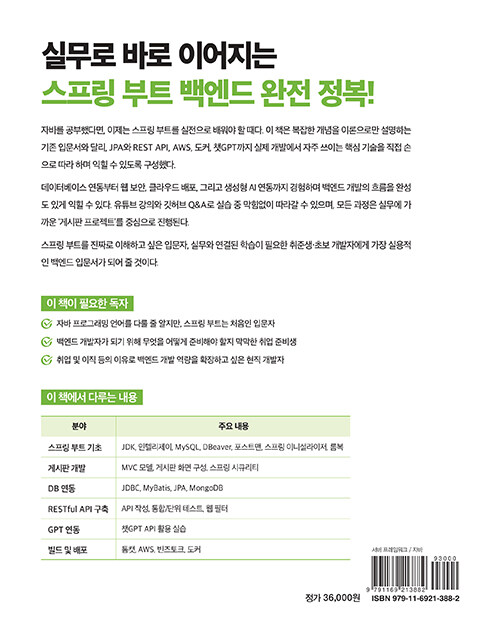 실무로 바로 이어지는
스프링 부트 백엔드 완전 정복!
자바를 공부했다면, 이제는 스프링 부트를 실전으로 배워야 할 때다. 이 책은 복잡한 개념을 이론으로만 설명하는
기존 입문서와 달리, JPA와 REST API, AWS, 도커, 챗GPT까지 실제 개발에서 자주 쓰이는 핵심 기술을 직접 손
으로 따라 하며 익힐 수 있도록 구성했다.
데이터베이스 연동부터 웹 보안, 클라우드 배포, 그리고 생성형 AI 연동까지 경험하며 백엔드 개발의 흐름을 완성
도 있게 익힐 수 있다. 유튜브 강의와 깃허브 Q&A로 실습 중 막힘없이 따라갈 수 있으며, 모든 과정은 실무에 가
까운 '게시판 프로젝트'를 중심으로 진행된다.
스프링 부트를 진짜로 이해하고 싶은 입문자, 실무와 연결된 학습이 필요한 취준생·초보 개발자에게 가장 실용적
인 백엔드 입문서가 되어 줄 것이다.
이 책이 필요한 독자
자바 프로그래밍 언어를 다룰 줄 알지만, 스프링 부트는 처음인 입문자
백엔드 개발자가 되기 위해 무엇을 어떻게 준비해야 할지 막막한 취업 준비생
취업 및 이직 등의 이유로 백엔드 개발 역량을 확장하고 싶은 현직 개발자
이 책에서 다루는 내용
분야 주요 내용
스프링 부트 기초 JDK, 인텔리제이, MySQL, DBeaver, 포스트맨, 스프링 이니셜라이저, 롬복
게시판 개발 MVC 모델, 게시판 화면 구성, 스프링 시큐리티
DB 연동 JDBC, MyBatis, JPA, MongoDB
RESTful API 구축 API 작성, 통합/단위 테스트, 웹 필터
GPT 연동 챗GPT API 활용 실습
빌드 및 배포 톰캣, AWS, 빈즈토크, 도커
서버 프레임워크 / 자바
93000
9 791169 213882
정가 36,000원 ISBN 979-11-6921-388-2